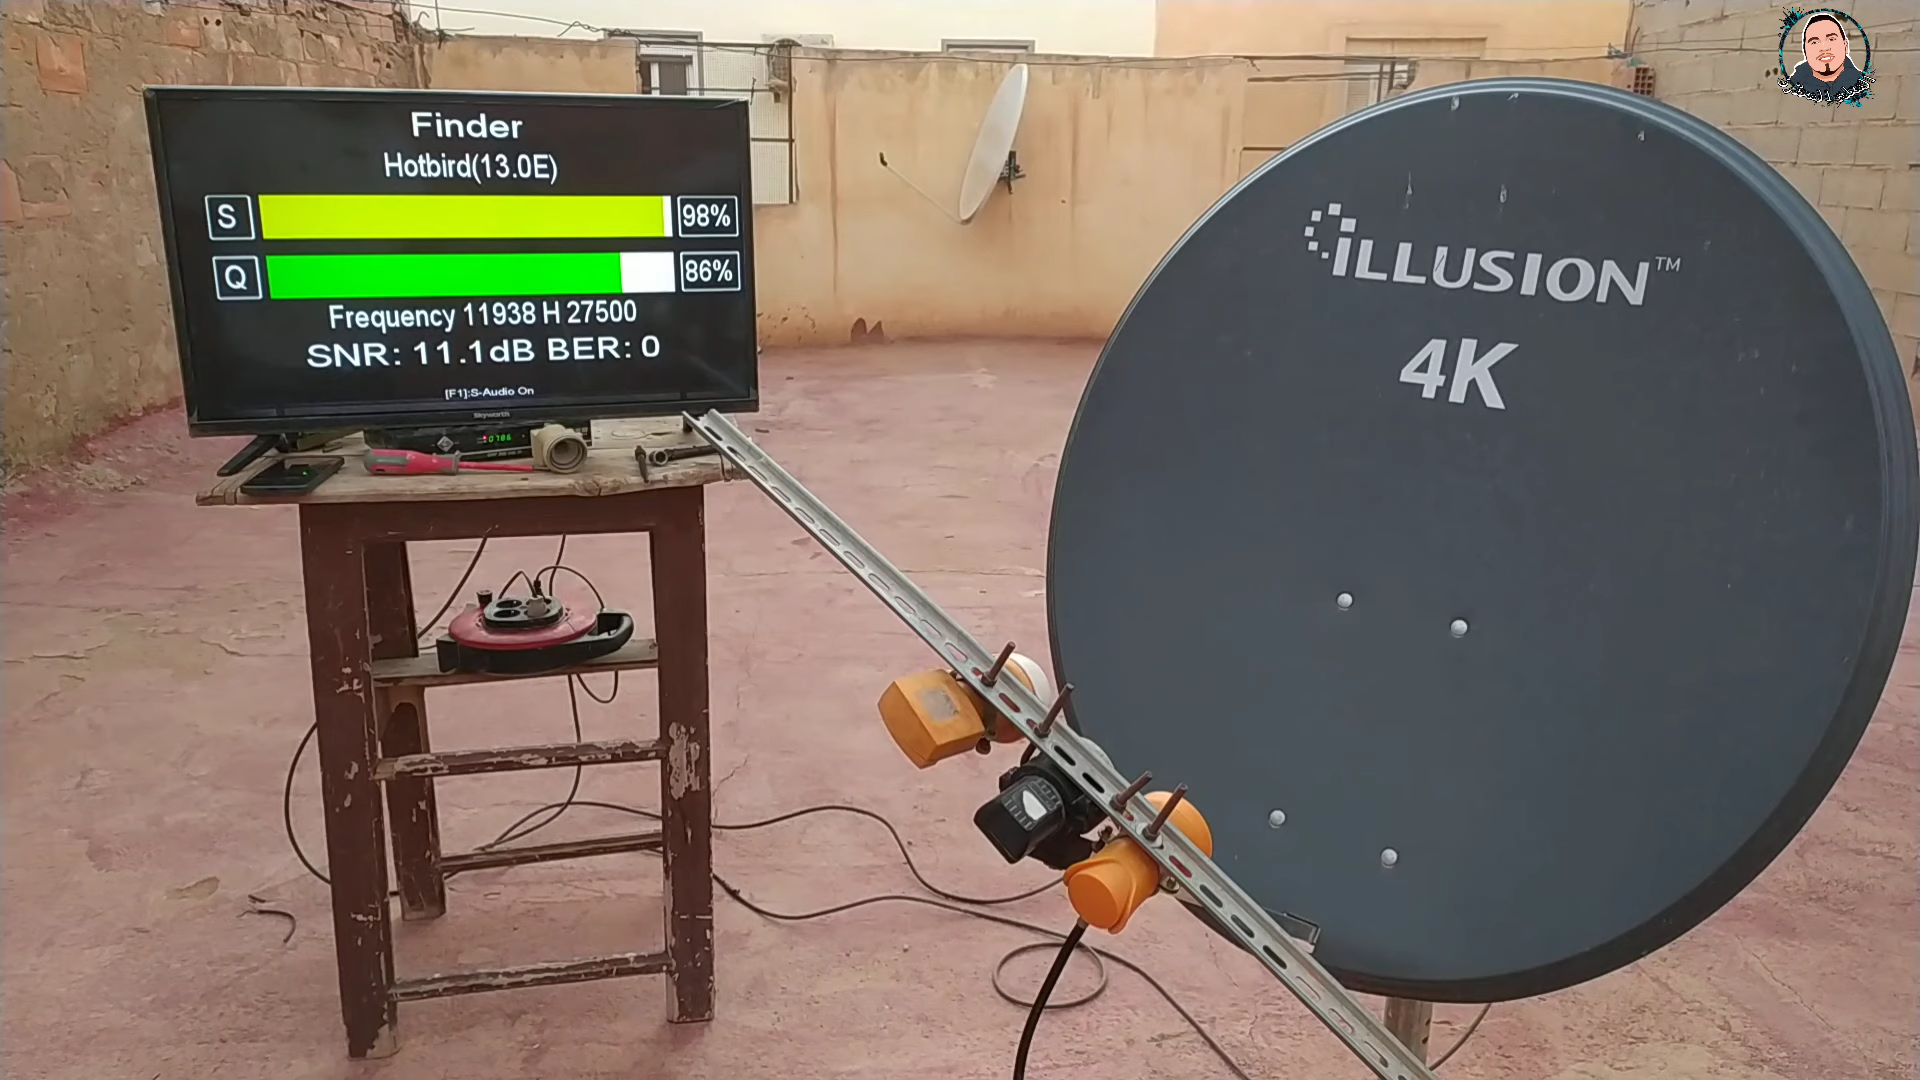 Finder
Hotbird(13.0E)
S 98%
Q 86%
Frequency 11938 H 27500
SNR: 11.1dB BER: 0
[F1]:S-Audio On
Skyworth
0786
iLLUSION™
4K